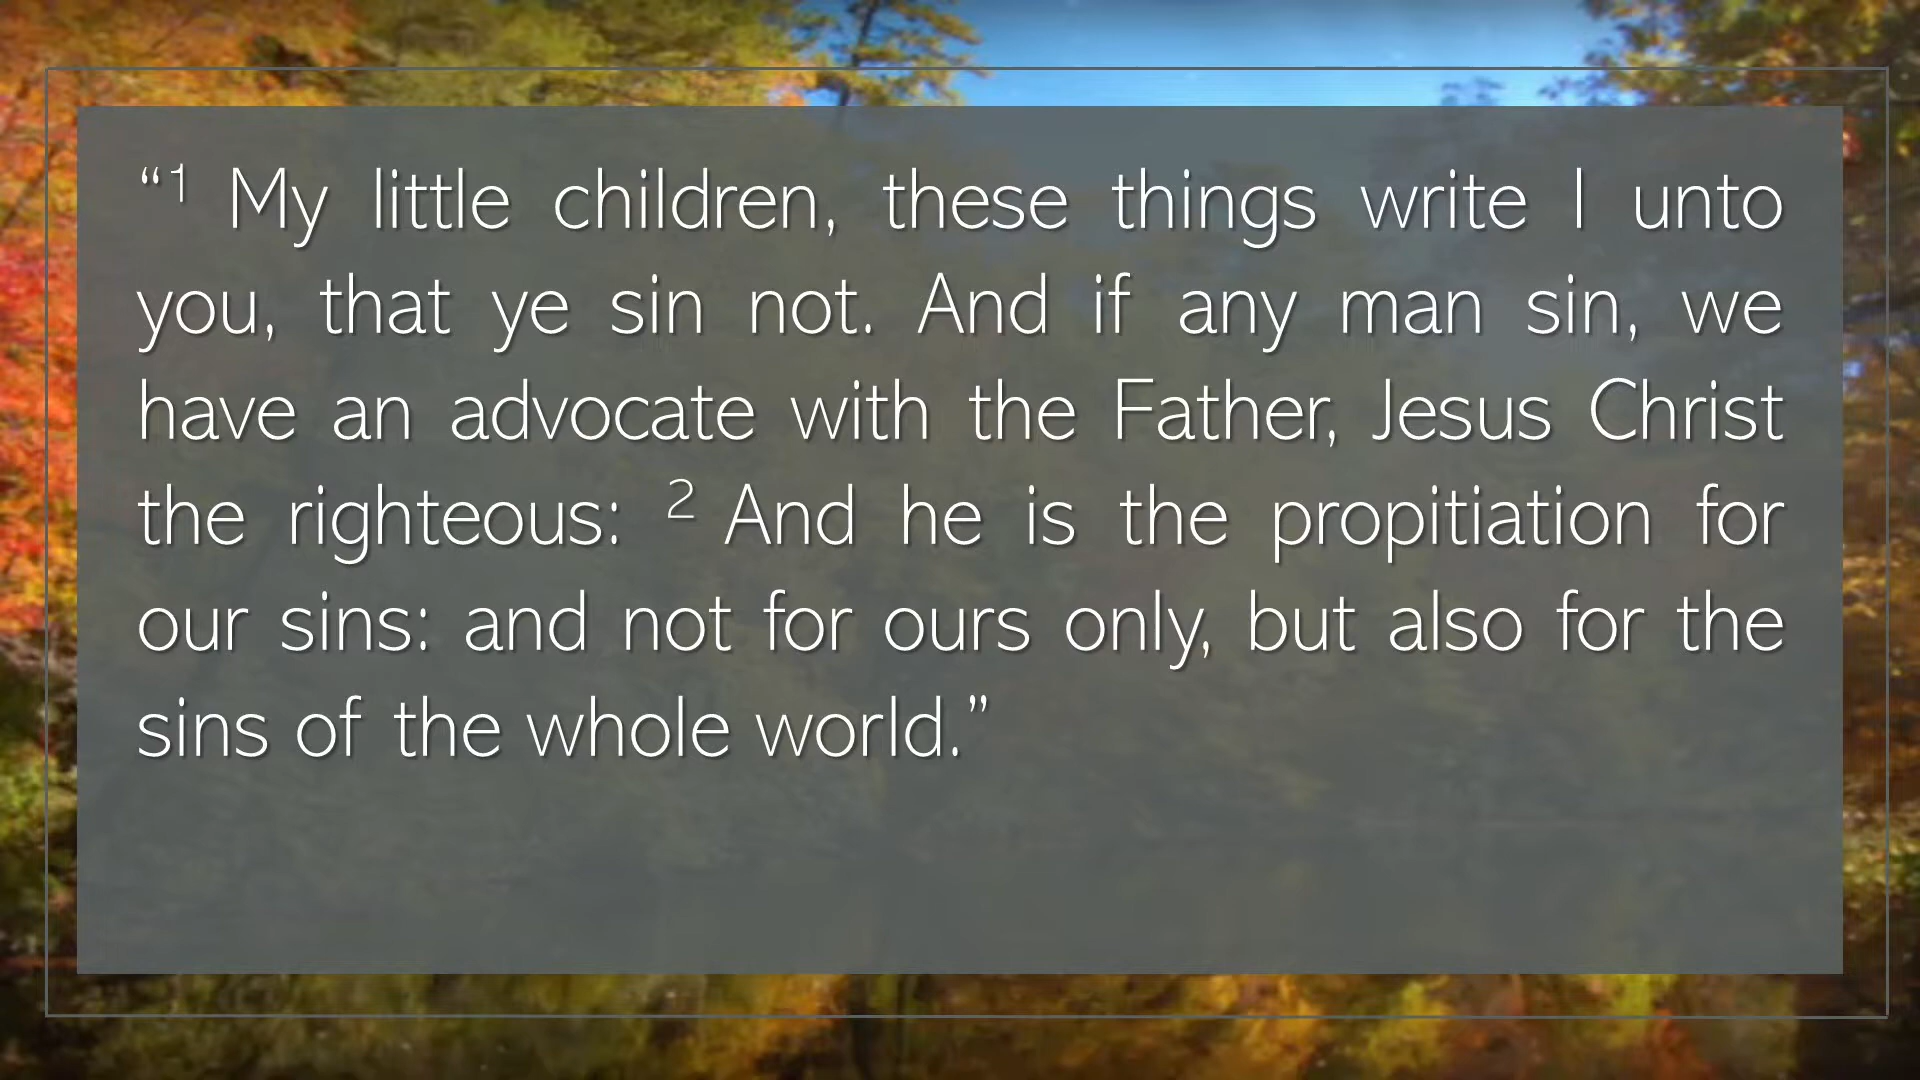 “¹ My little children, these things write I unto
you, that ye sin not. And if any man sin, we
have an advocate with the Father, Jesus Christ
the righteous: ² And he is the propitiation for
our sins: and not for ours only, but also for the
sins of the whole world.”